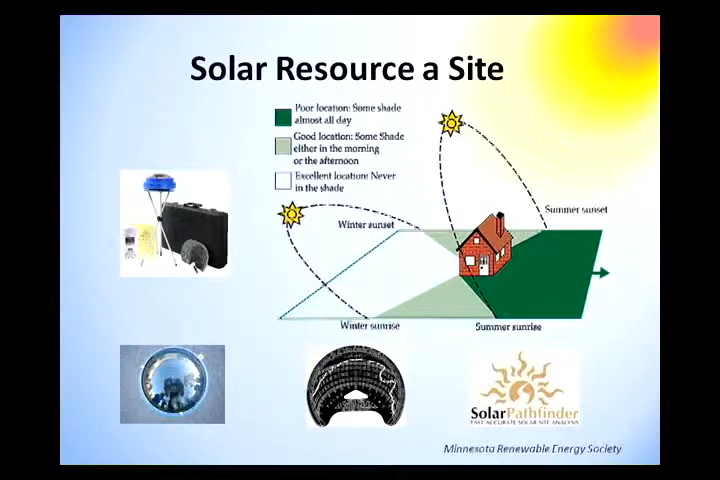 Solar Resource a Site
Poor location: Some shade
almost all day
Good location: Some Shade
either in the morning
or the afternoon
Excellent location: Never
in the shade
Summer sunset
Winter sunset
Winter sunrise
Summer sunrise
SolarPathfinder
FAST ACCURATE SOLAR SITE ANALYSIS
Minnesota Renewable Energy Society